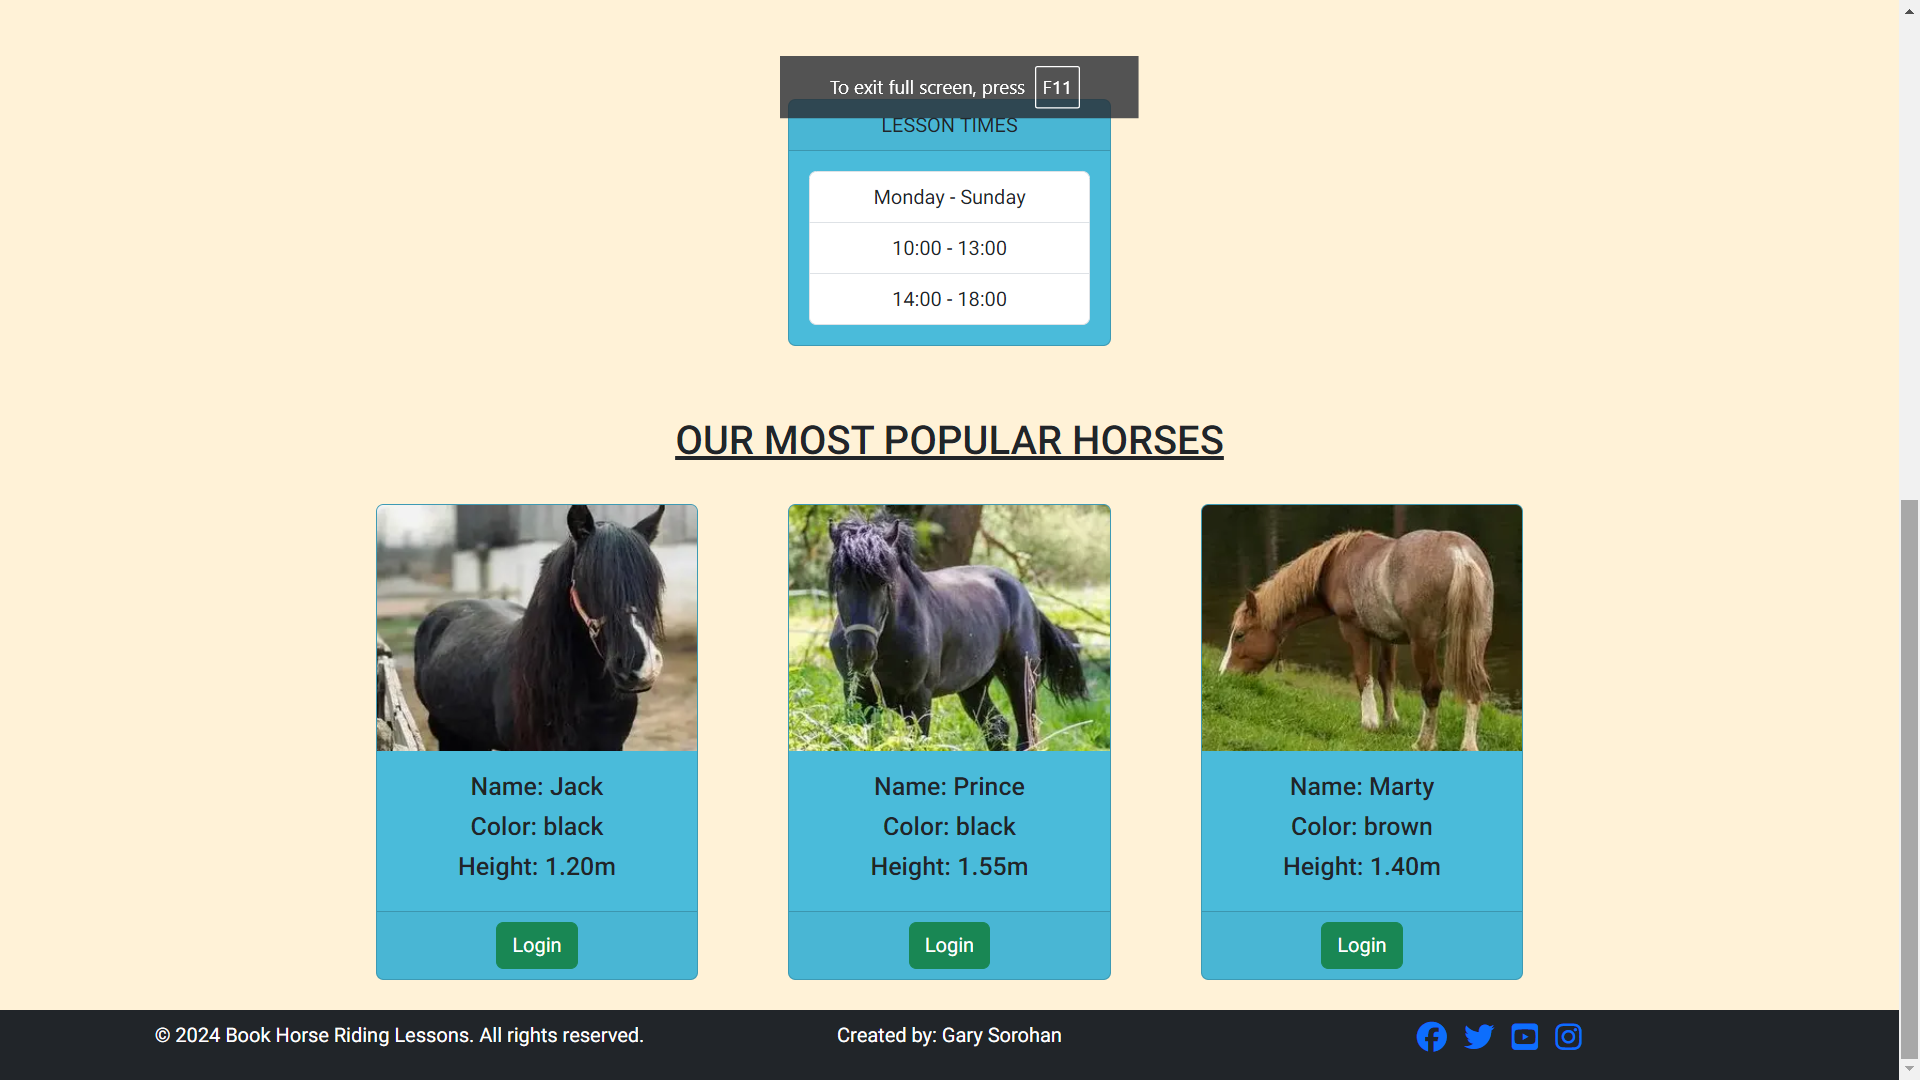 To exit full screen, press F11
LESSON TIMES
Monday - Sunday
10:00 - 13:00
14:00 - 18:00
OUR MOST POPULAR HORSES
Name: Jack
Color: black
Height: 1.20m
Login
Name: Prince
Color: black
Height: 1.55m
Login
Name: Marty
Color: brown
Height: 1.40m
Login
© 2024 Book Horse Riding Lessons. All rights reserved.
Created by: Gary Sorohan